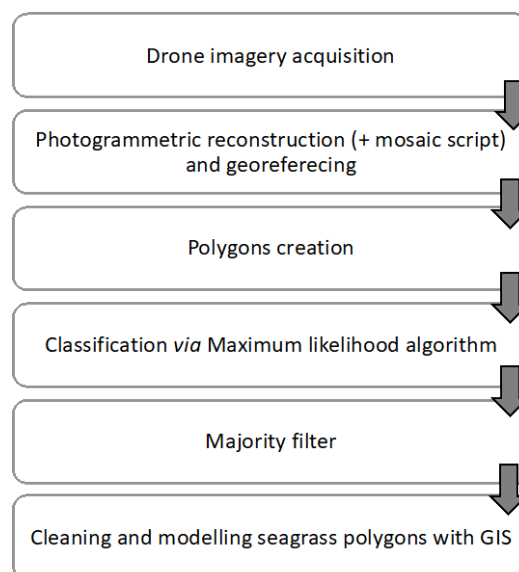 Drone imagery acquisition
Photogrammetric reconstruction (+ mosaic script)
and georeferecing
Polygons creation
Classification via Maximum likelihood algorithm
Majority filter
Cleaning and modelling seagrass polygons with GIS